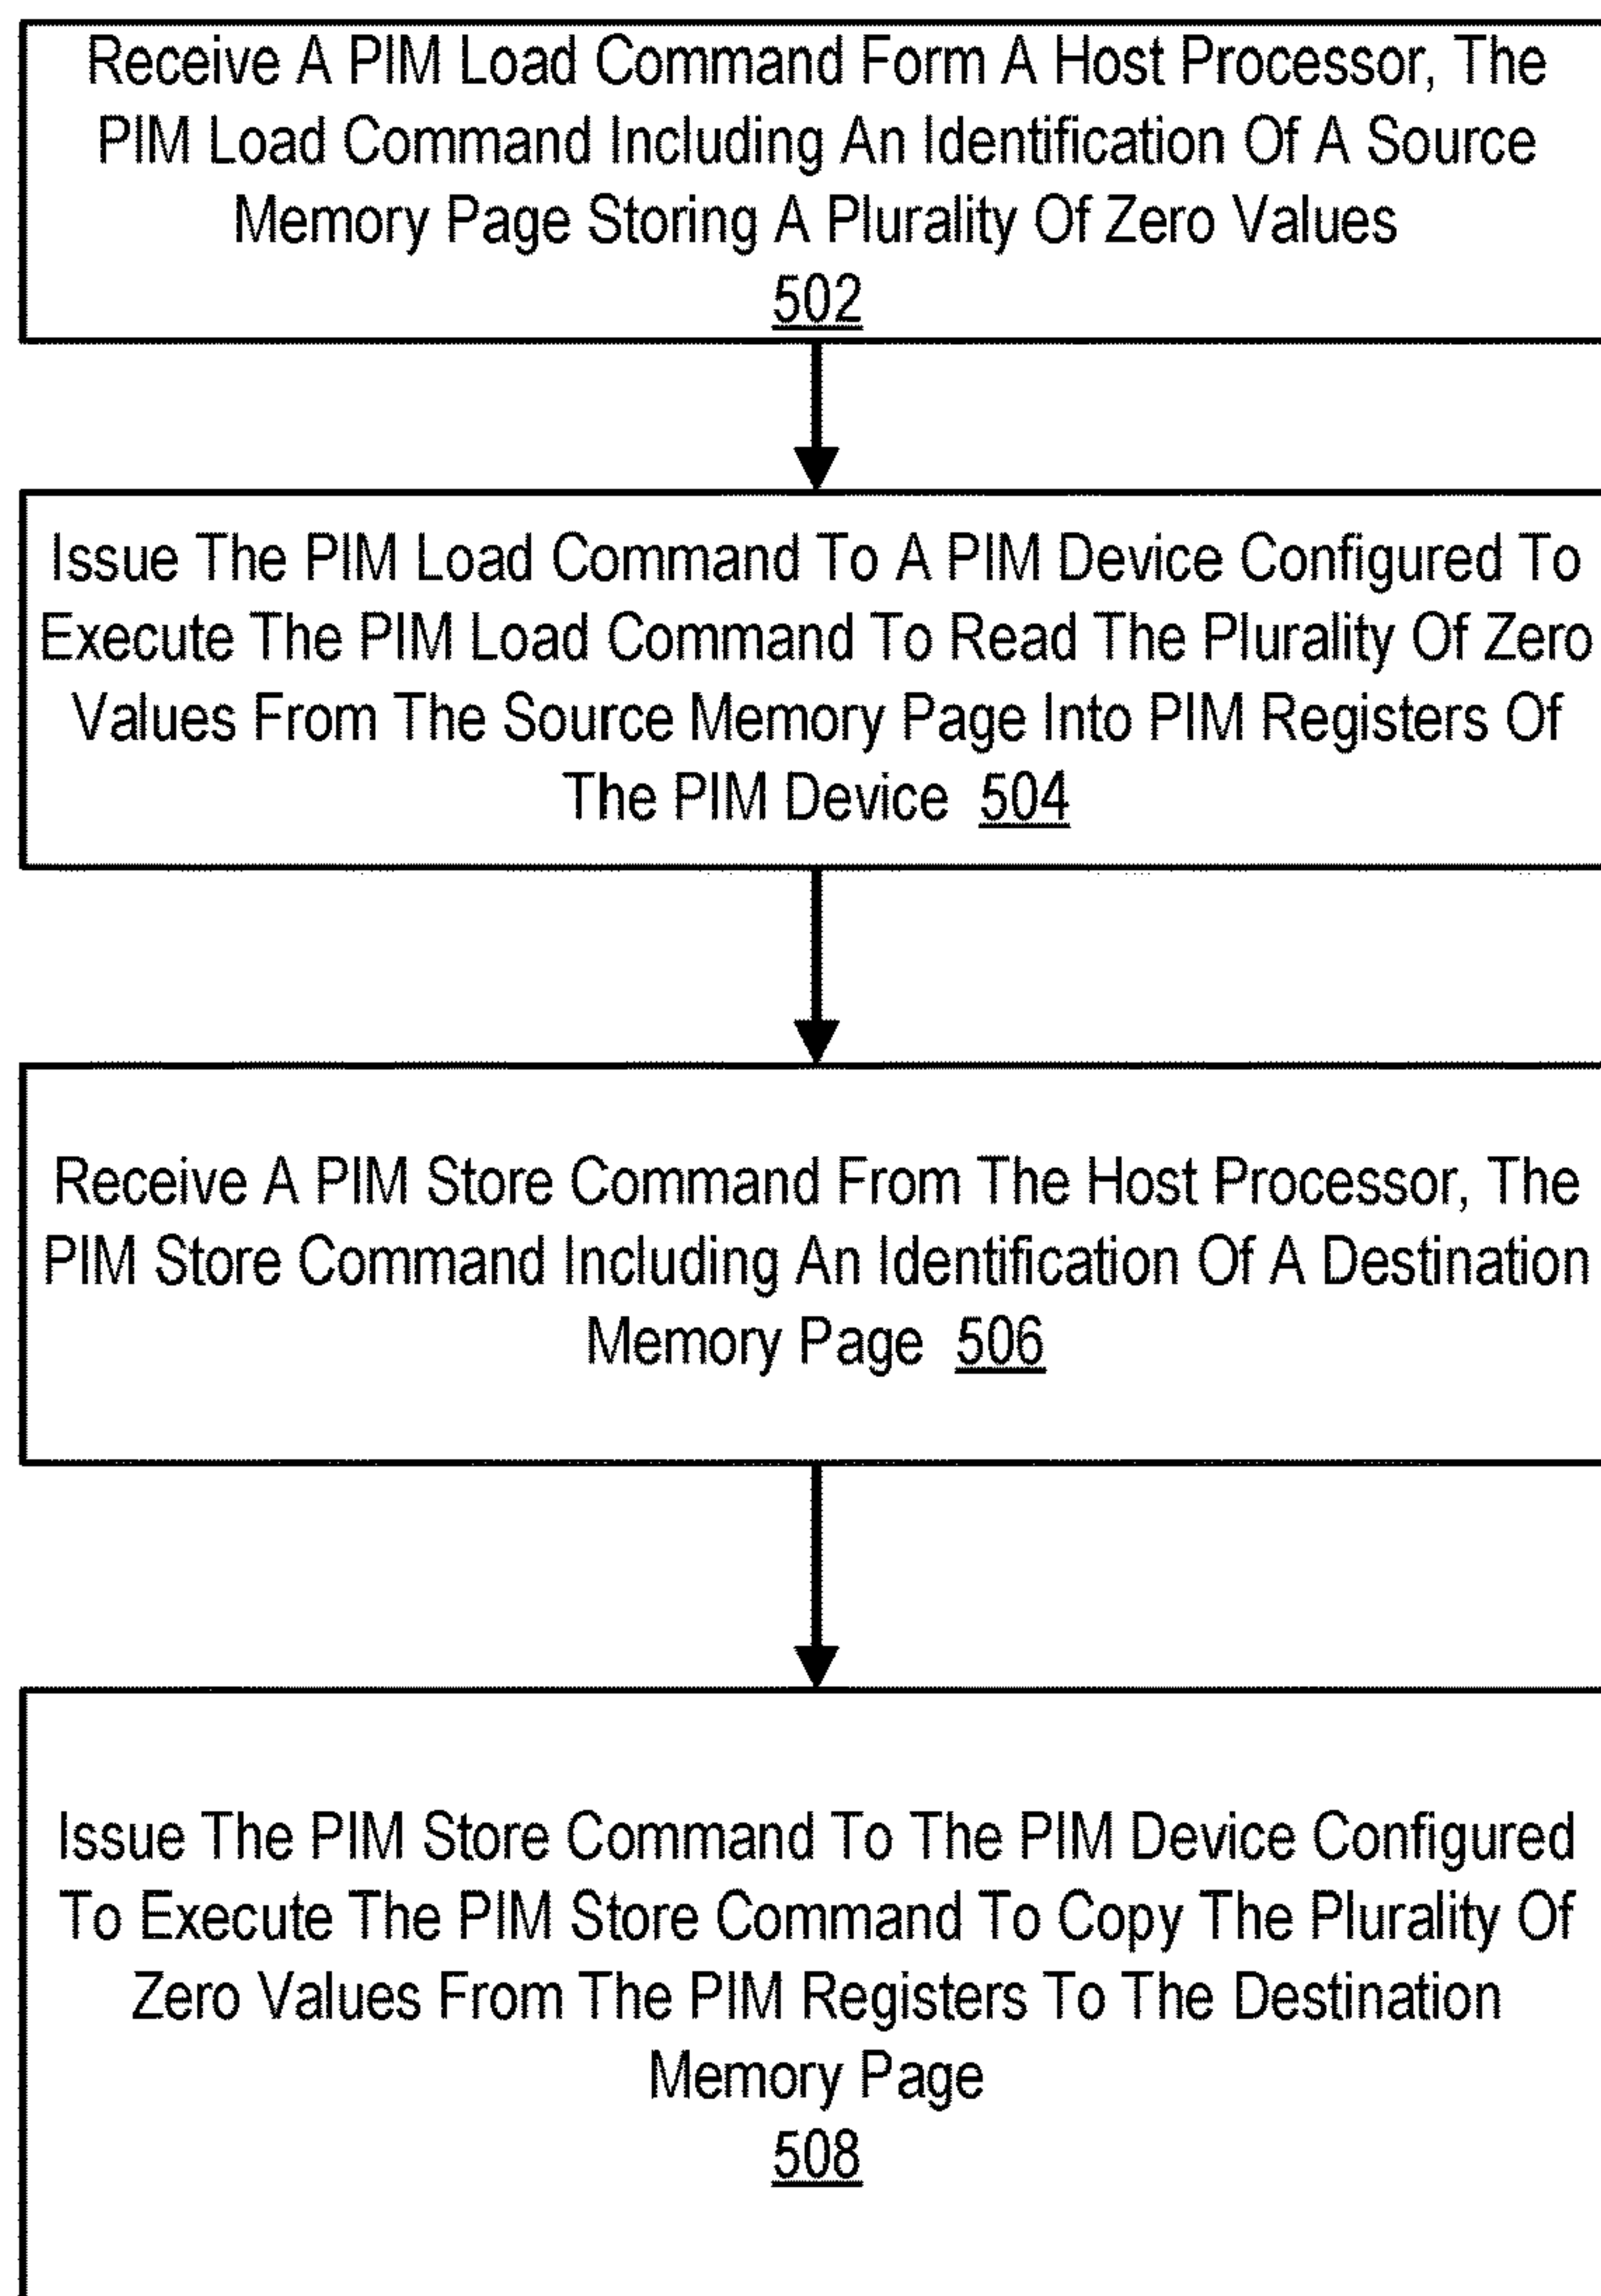 Receive A PIM Load Command Form A Host Processor, The
PIM Load Command Including An Identification Of A Source
Memory Page Storing A Plurality Of Zero Values
502
Issue The PIM Load Command To A PIM Device Configured To
Execute The PIM Load Command To Read The Plurality Of Zero
Values From The Source Memory Page Into PIM Registers Of
The PIM Device 504
Receive A PIM Store Command From The Host Processor, The
PIM Store Command Including An Identification Of A Destination
Memory Page 506
Issue The PIM Store Command To The PIM Device Configured
To Execute The PIM Store Command To Copy The Plurality Of
Zero Values From The PIM Registers To The Destination
Memory Page
508